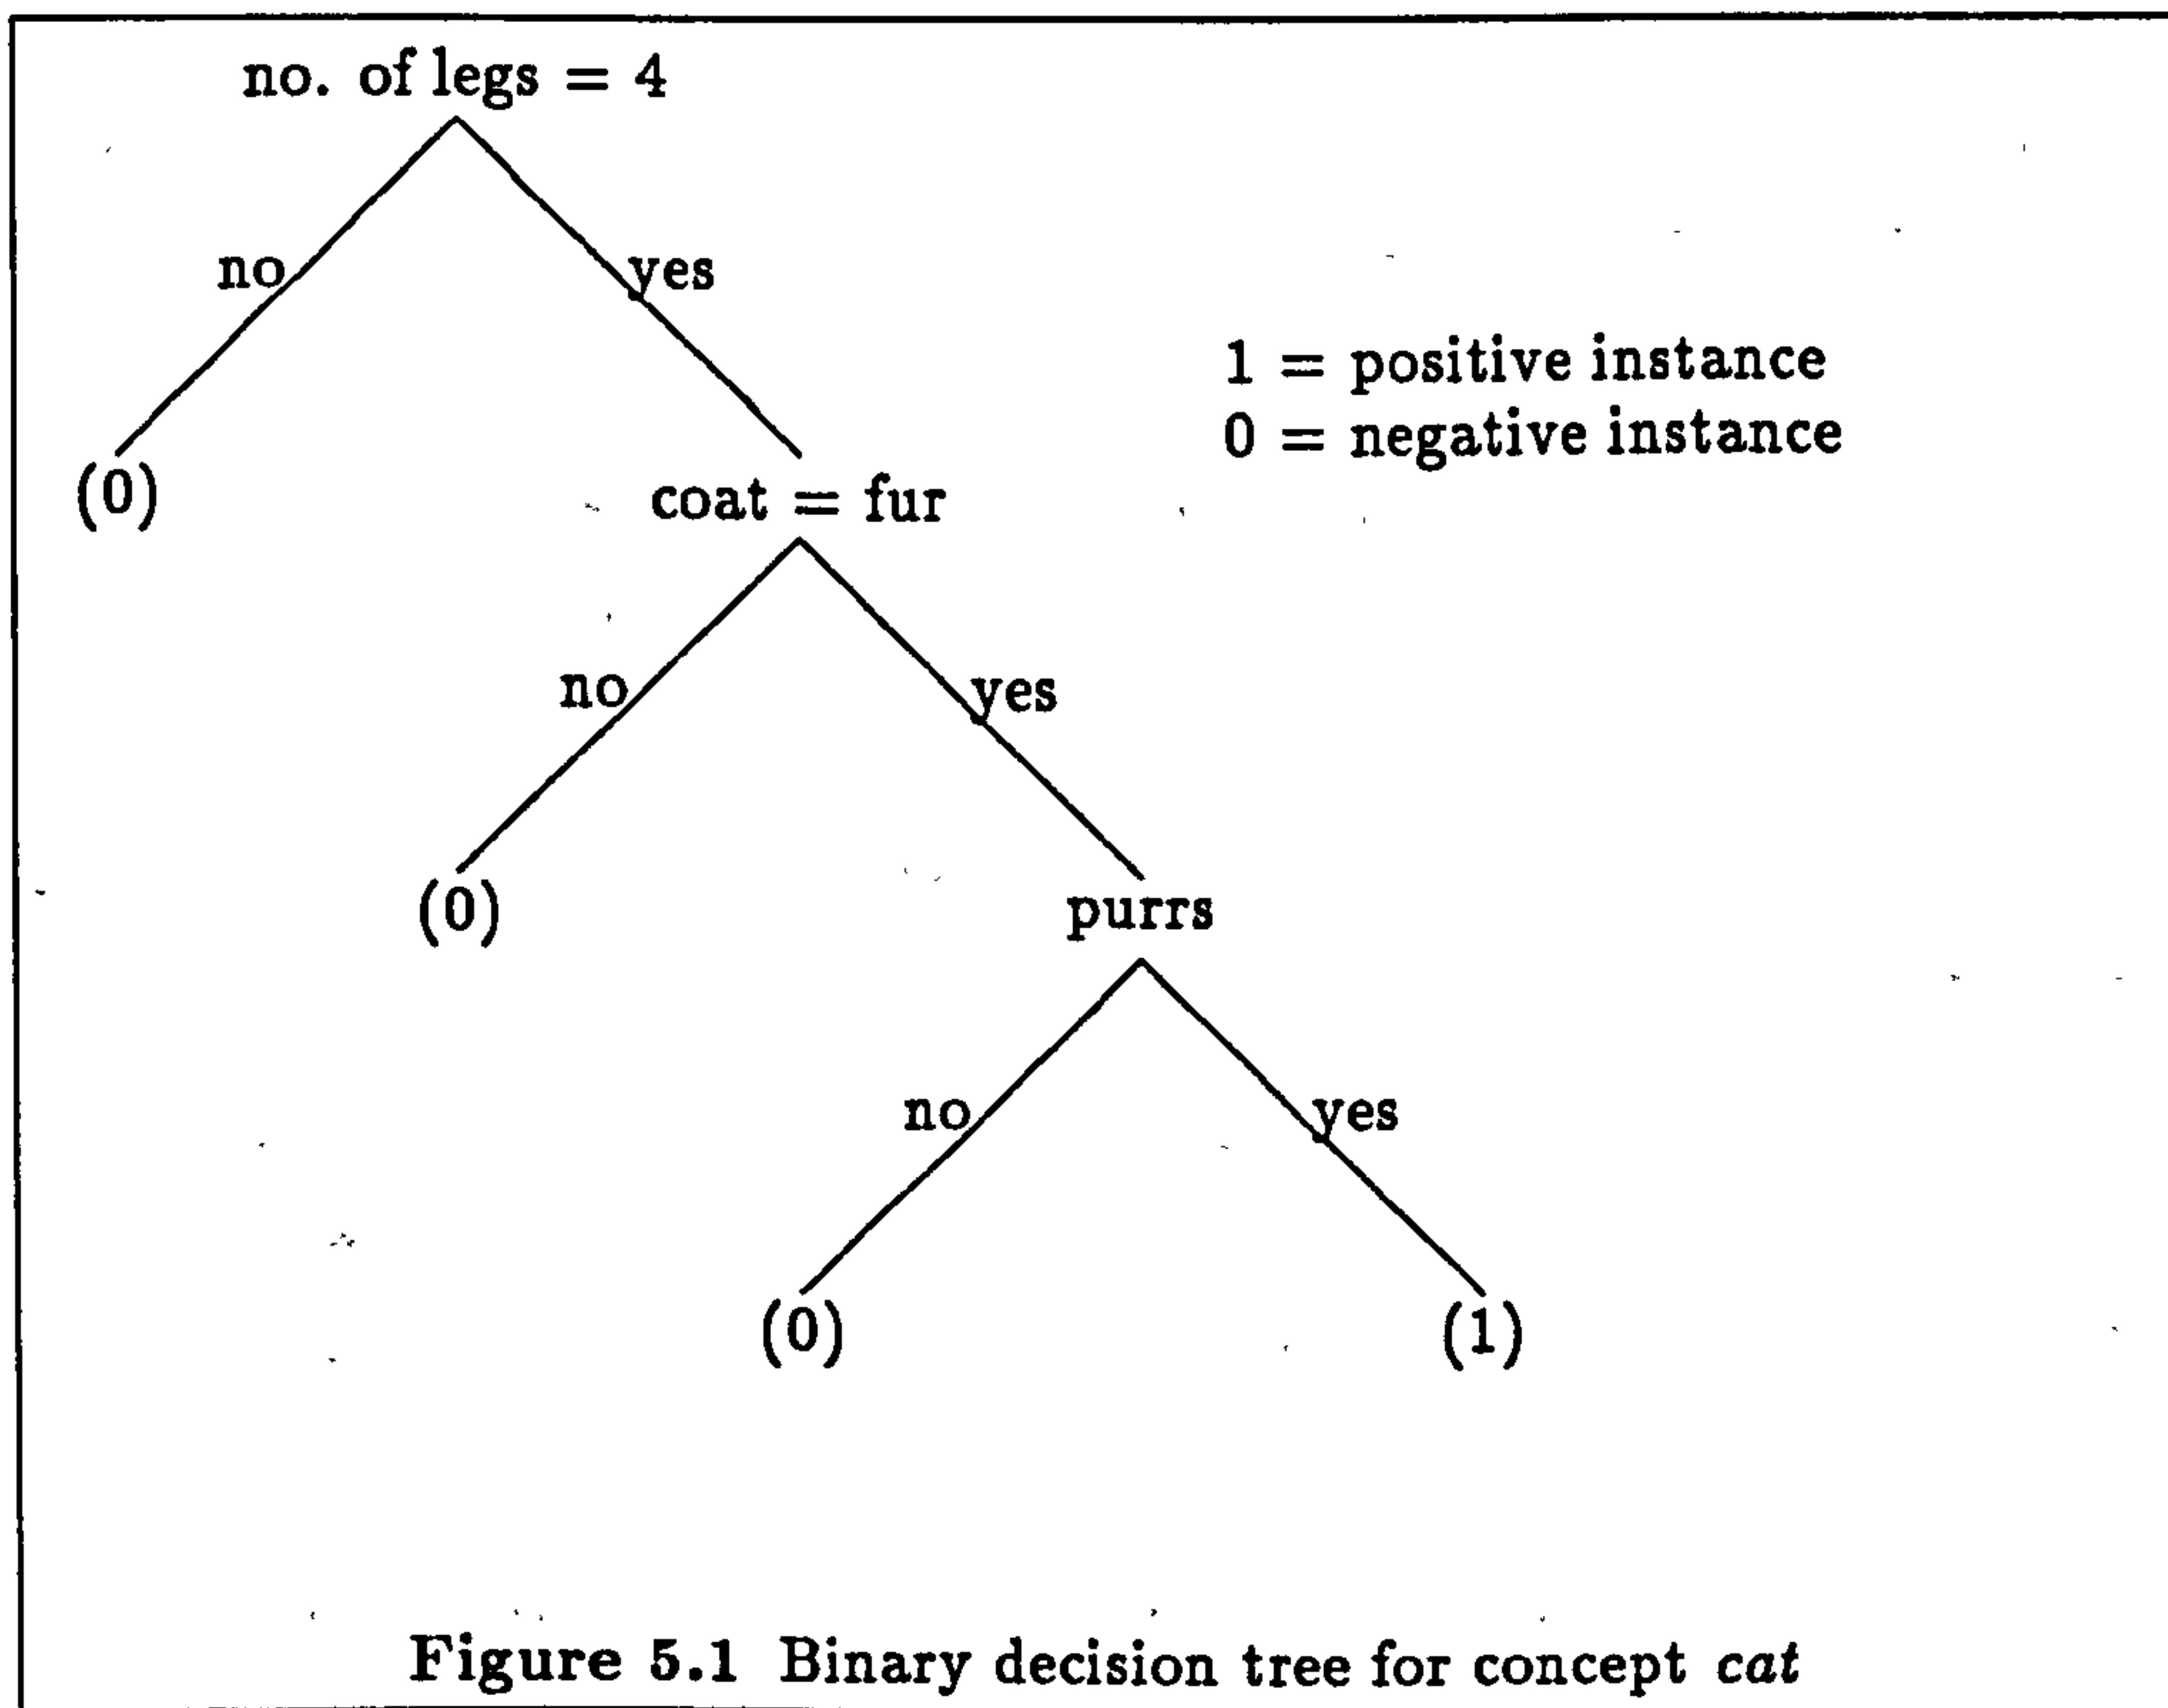 no. of legs = 4
no
yes
1 = positive instance
0 = negative instance
(0)
coat = fur
no
yes
(0)
purrs
no
yes
(0)
(1)
Figure 5.1 Binary decision tree for concept cat